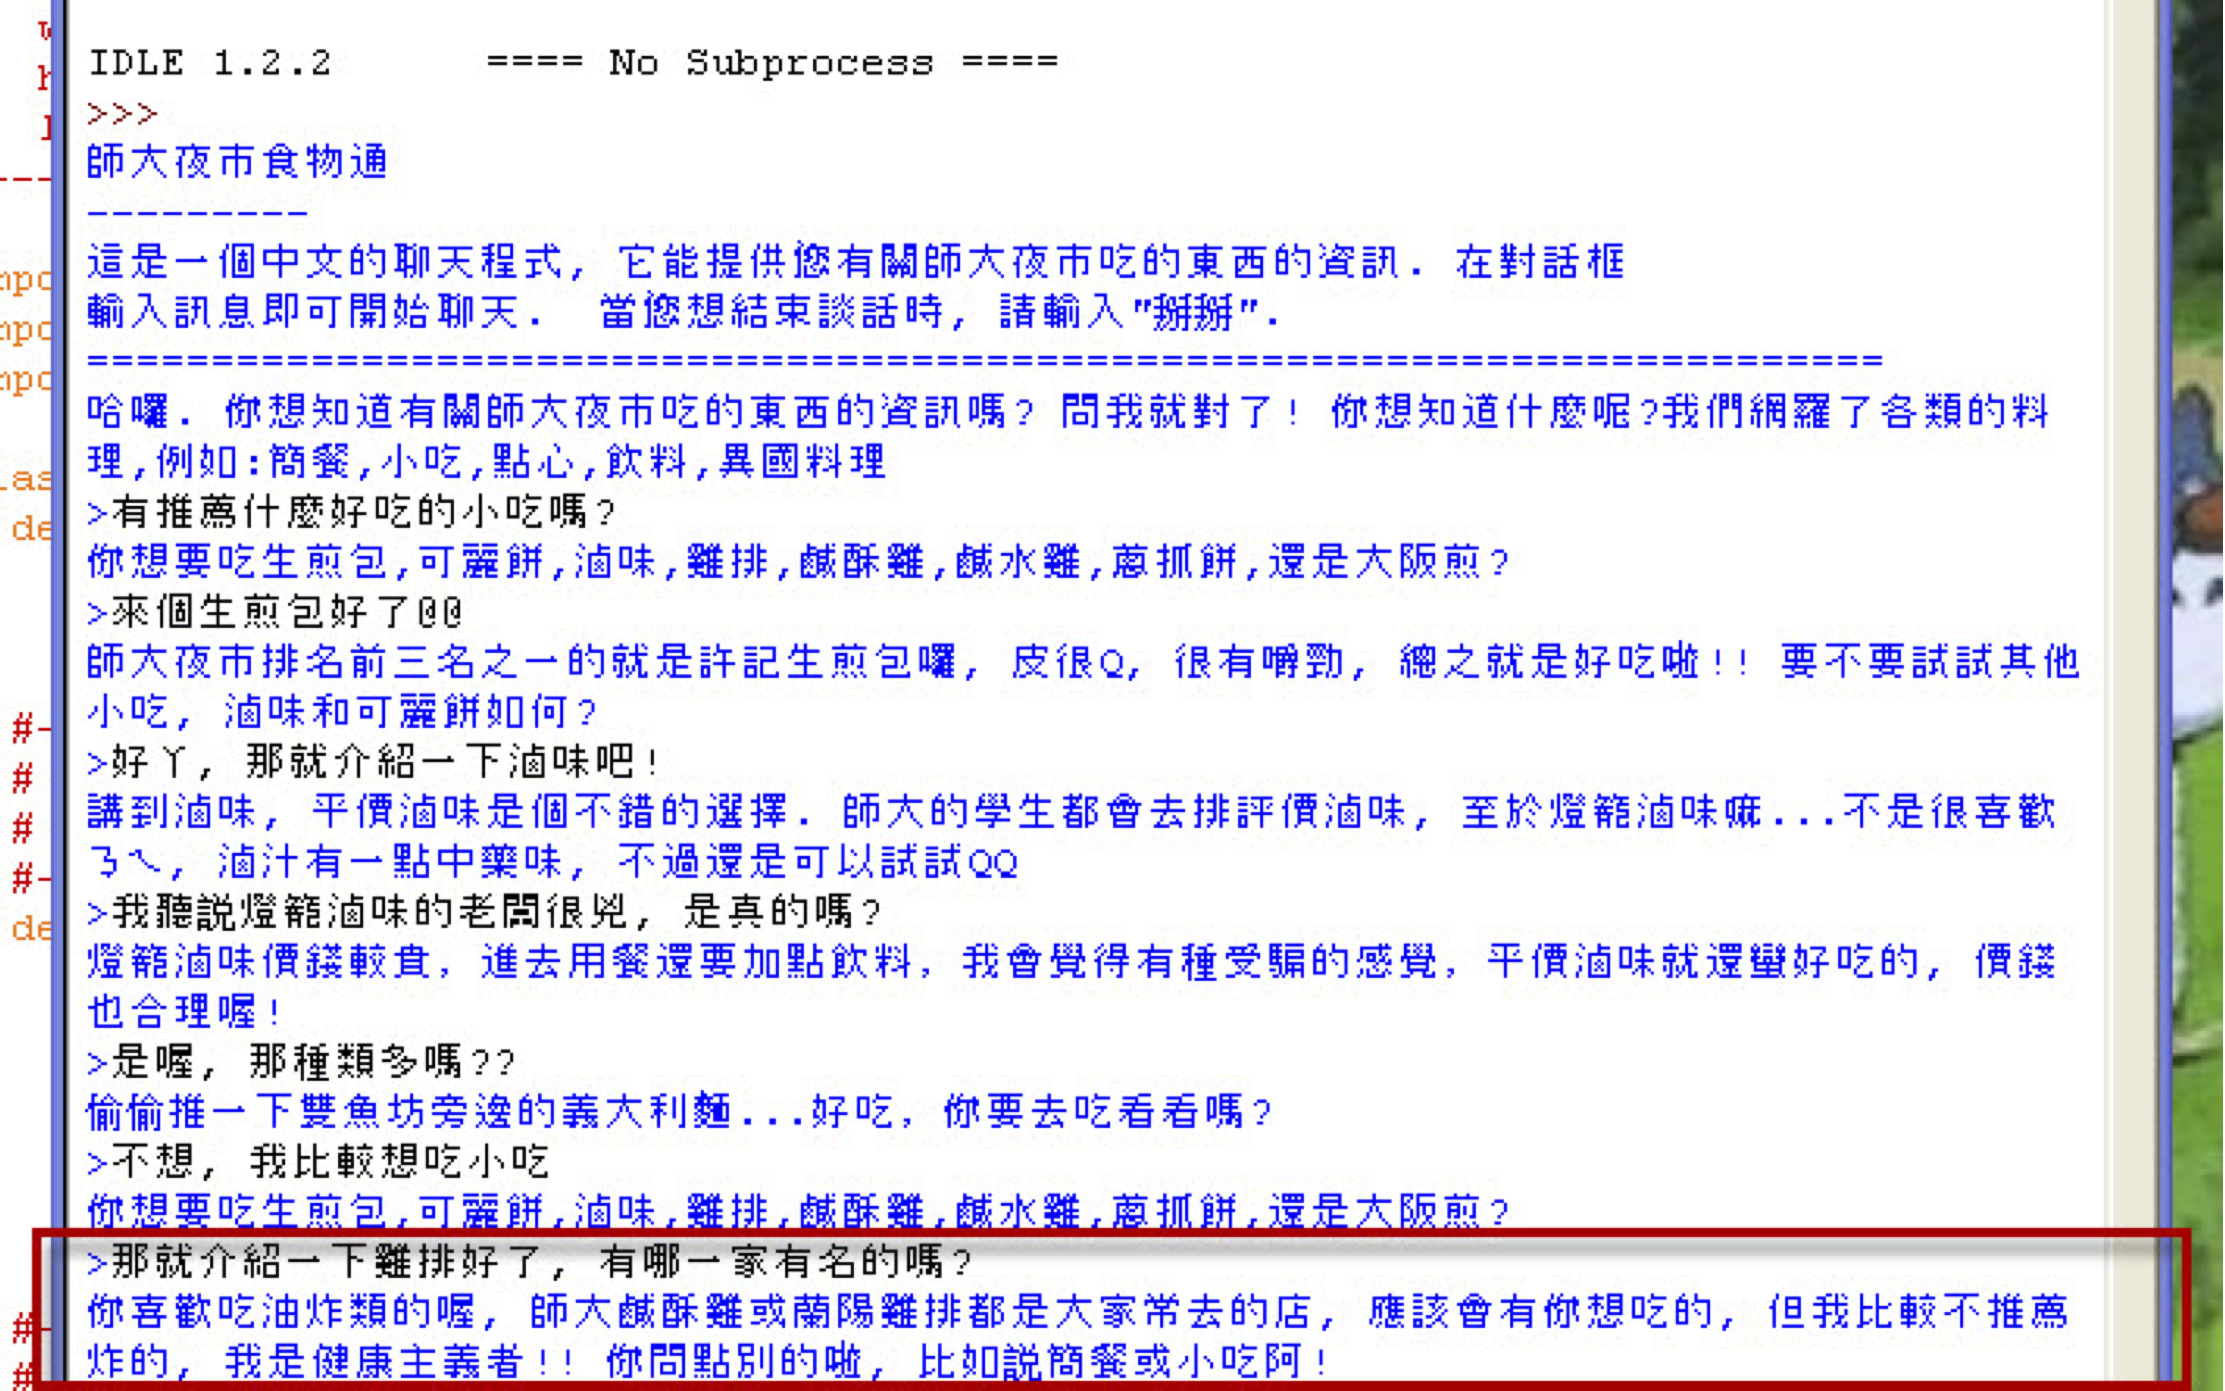 IDLE 1.2.2      ==== No Subprocess ====
>>>
師大夜市食物通
---------
這是一個中文的聊天程式, 它能提供您有關師大夜市吃的東西的資訊. 在對話框
輸入訊息即可開始聊天.  當您想結束談話時, 請輸入"掰掰".
======================================================================
哈囉. 你想知道有關師大夜市吃的東西的資訊嗎? 問我就對了! 你想知道什麼呢?我們網羅了各類的料
理,例如:簡餐,小吃,點心,飲料,異國料理
>有推薦什麼好吃的小吃嗎?
你想要吃生煎包,可麗餅,滷味,雞排,鹹酥雞,鹹水雞,蔥抓餅,還是大阪煎?
>來個生煎包好了@@
師大夜市排名前三名之一的就是許記生煎包囉, 皮很Q, 很有嚼勁, 總之就是好吃啦!! 要不要試試其他
小吃, 滷味和可麗餅如何?
>好ㄚ, 那就介紹一下滷味吧!
講到滷味, 平價滷味是個不錯的選擇. 師大的學生都會去排評價滷味, 至於燈籠滷味嘛...不是很喜歡
ㄋㄟ, 滷汁有一點中藥味, 不過還是可以試試QQ
>我聽說燈籠滷味的老闆很兇, 是真的嗎?
燈籠滷味價錢較貴, 進去用餐還要加點飲料, 我會覺得有種受騙的感覺, 平價滷味就還蠻好吃的, 價錢
也合理喔!
>是喔, 那種類多嗎??
偷偷推一下雙魚坊旁邊的義大利麵...好吃, 你要去吃看看嗎?
>不想, 我比較想吃小吃
你想要吃生煎包,可麗餅,滷味,雞排,鹹酥雞,鹹水雞,蔥抓餅,還是大阪煎?
>那就介紹一下雞排好了, 有哪一家有名的嗎?
你喜歡吃油炸類的喔, 師大鹹酥雞或蘭陽雞排都是大家常去的店, 應該會有你想吃的, 但我比較不推薦
炸的, 我是健康主義者!! 你問點別的啦, 比如說簡餐或小吃阿!